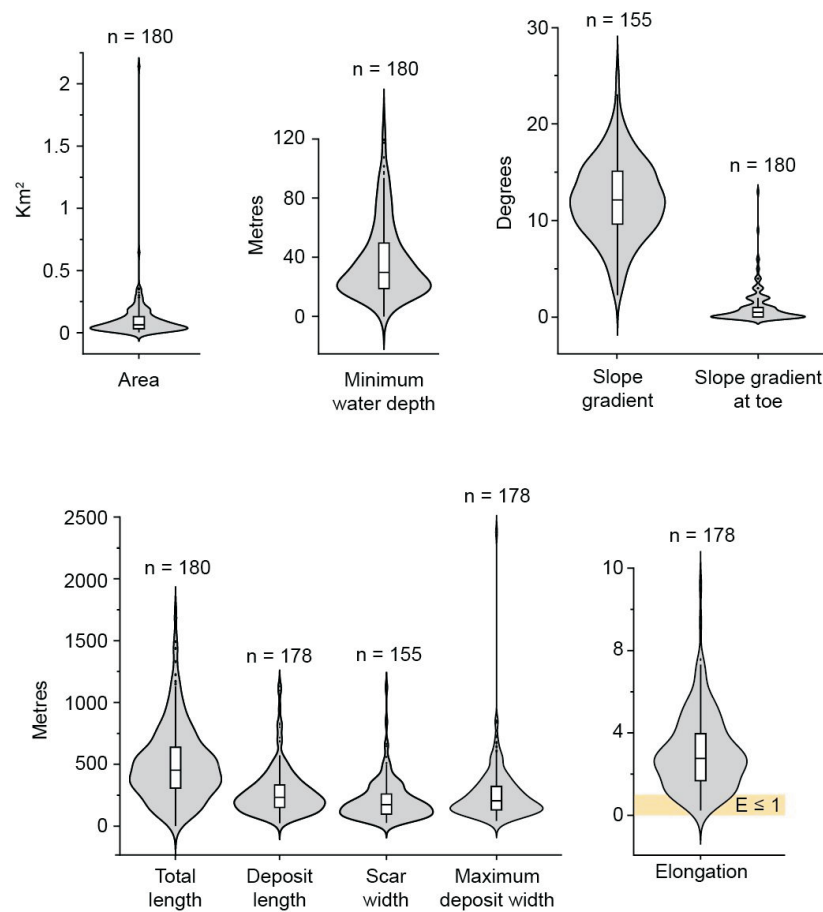 n = 180
2
1.5
1
0.5
0
Km²
Area
n = 180
120
80
40
0
Metres
Minimum
water depth
n = 155
n = 180
30
20
10
0
Degrees
Slope
gradient
Slope gradient
at toe
2500
2000
1500
1000
500
0
Metres
n = 180
n = 178
n = 155
n = 178
Total
length
Deposit
length
Scar
width
Maximum
deposit width
n = 178
10
8
4
0
E ≤ 1
Elongation